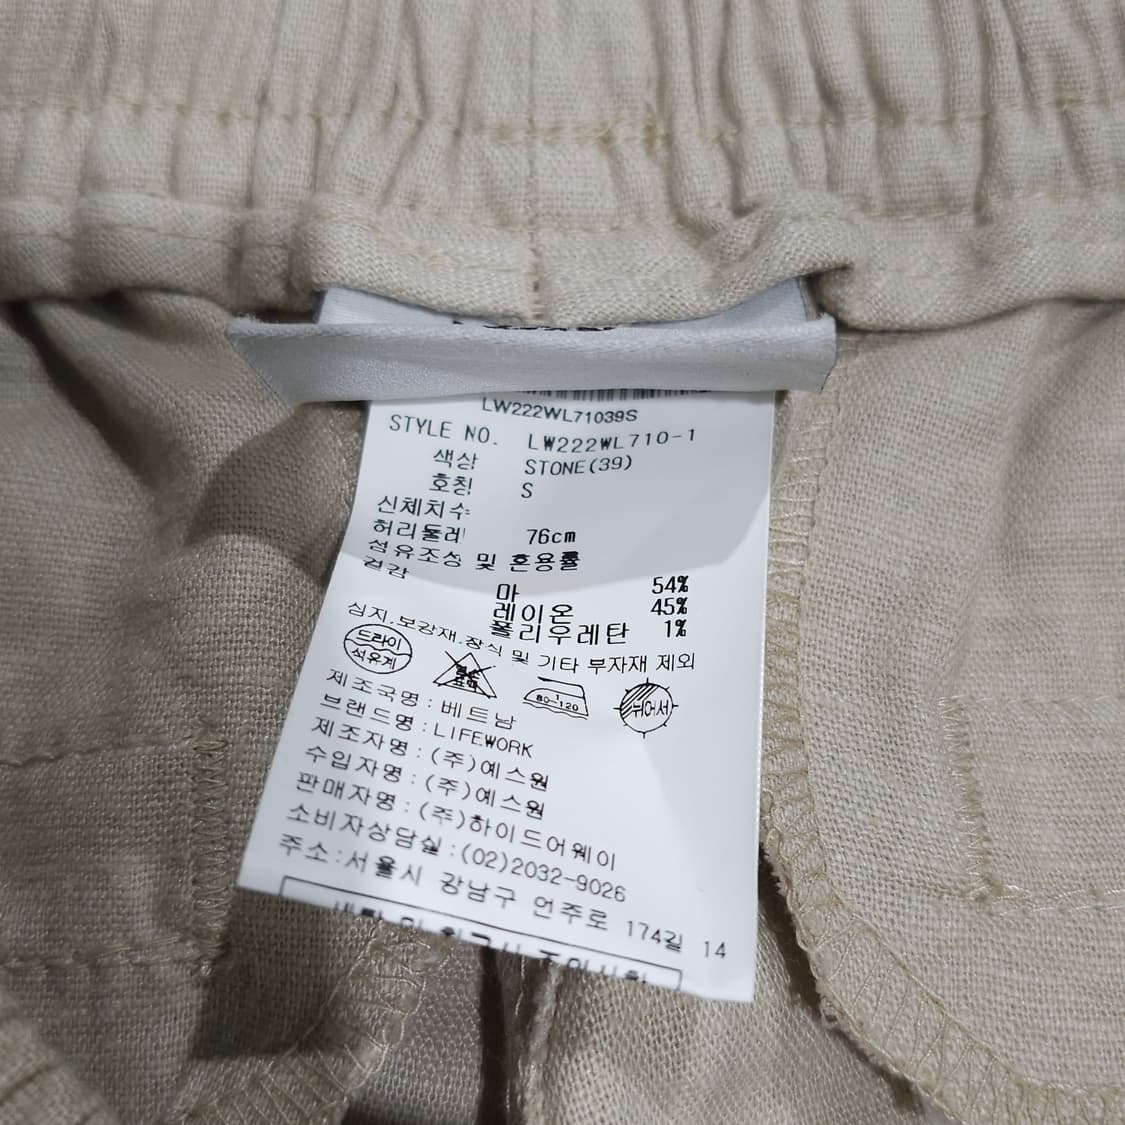 LW222WL71039S
STYLE NO. LW222WL710-1
색상 STONE(39)
호칭 S
신체치수
허리둘레 76cm
섬유조성 및 혼용률
겉감
마 54%
레이온 45%
폴리우레탄 1%
심지.보강재.장식 및 기타 부자재 제외
드라이
석유계
염소
표백
80~120
뉘어서
제조국명:베트남
브랜드명:LIFEWORK
제조자명:(주)예스원
수입자명:(주)예스원
판매자명:(주)하이드어웨이
소비자상담실:(02)2032-9026
주소:서울시 강남구 언주로 174길 14